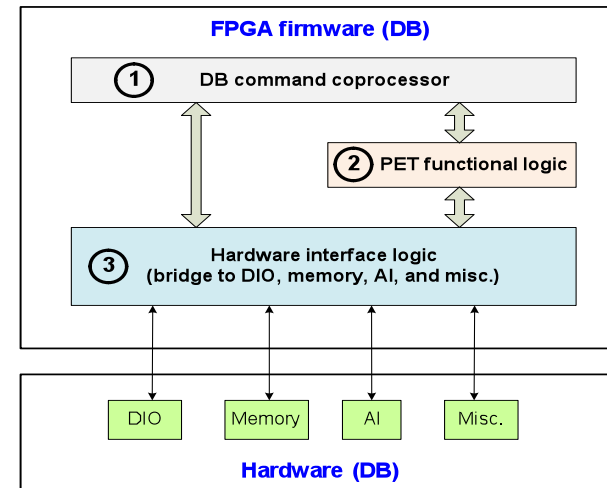 FPGA firmware (DB)
1 DB command coprocessor
2 PET functional logic
3 Hardware interface logic
(bridge to DIO, memory, AI, and misc.)
DIO Memory AI Misc.
Hardware (DB)